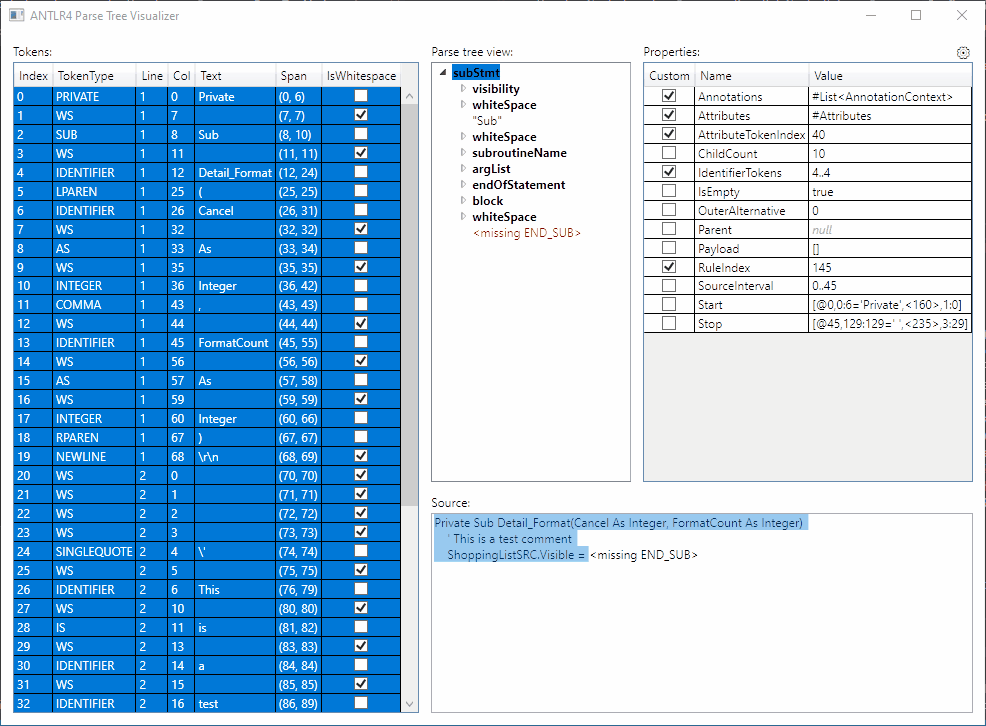 ANTLR4 Parse Tree Visualizer
Tokens:
Index TokenType Line Col Text Span IsWhitespace
0 PRIVATE 1 0 Private (0, 6)
1 WS 1 7 (7, 7)
2 SUB 1 8 Sub (8, 10)
3 WS 1 11 (11, 11)
4 IDENTIFIER 1 12 Detail_Format (12, 24)
5 LPAREN 1 25 ( (25, 25)
6 IDENTIFIER 1 26 Cancel (26, 31)
7 WS 1 32 (32, 32)
8 AS 1 33 As (33, 34)
9 WS 1 35 (35, 35)
10 INTEGER 1 36 Integer (36, 42)
11 COMMA 1 43 , (43, 43)
12 WS 1 44 (44, 44)
13 IDENTIFIER 1 45 FormatCount (45, 55)
14 WS 1 56 (56, 56)
15 AS 1 57 As (57, 58)
16 WS 1 59 (59, 59)
17 INTEGER 1 60 Integer (60, 66)
18 RPAREN 1 67 ) (67, 67)
19 NEWLINE 1 68 \r\n (68, 69)
20 WS 2 0 (70, 70)
21 WS 2 1 (71, 71)
22 WS 2 2 (72, 72)
23 WS 2 3 (73, 73)
24 SINGLEQUOTE 2 4 \' (74, 74)
25 WS 2 5 (75, 75)
26 IDENTIFIER 2 6 This (76, 79)
27 WS 2 10 (80, 80)
28 IS 2 11 is (81, 82)
29 WS 2 13 (83, 83)
30 IDENTIFIER 2 14 a (84, 84)
31 WS 2 15 (85, 85)
32 IDENTIFIER 2 16 test (86, 89)
Parse tree view:
subStmt
visibility
whiteSpace
"Sub"
whiteSpace
subroutineName
argList
endOfStatement
block
whiteSpace
<missing END_SUB>
Properties:
Custom Name Value
Annotations #List<AnnotationContext>
Attributes #Attributes
AttributeTokenIndex 40
ChildCount 10
IdentifierTokens 4..4
IsEmpty true
OuterAlternative 0
Parent null
Payload []
RuleIndex 145
SourceInterval 0..45
Start [@0,0:6='Private',<160>,1:0]
Stop [@45,129:129=' ',<235>,3:29]
Source:
Private Sub Detail_Format(Cancel As Integer, FormatCount As Integer)
' This is a test comment
ShoppingListSRC.Visible = <missing END_SUB>